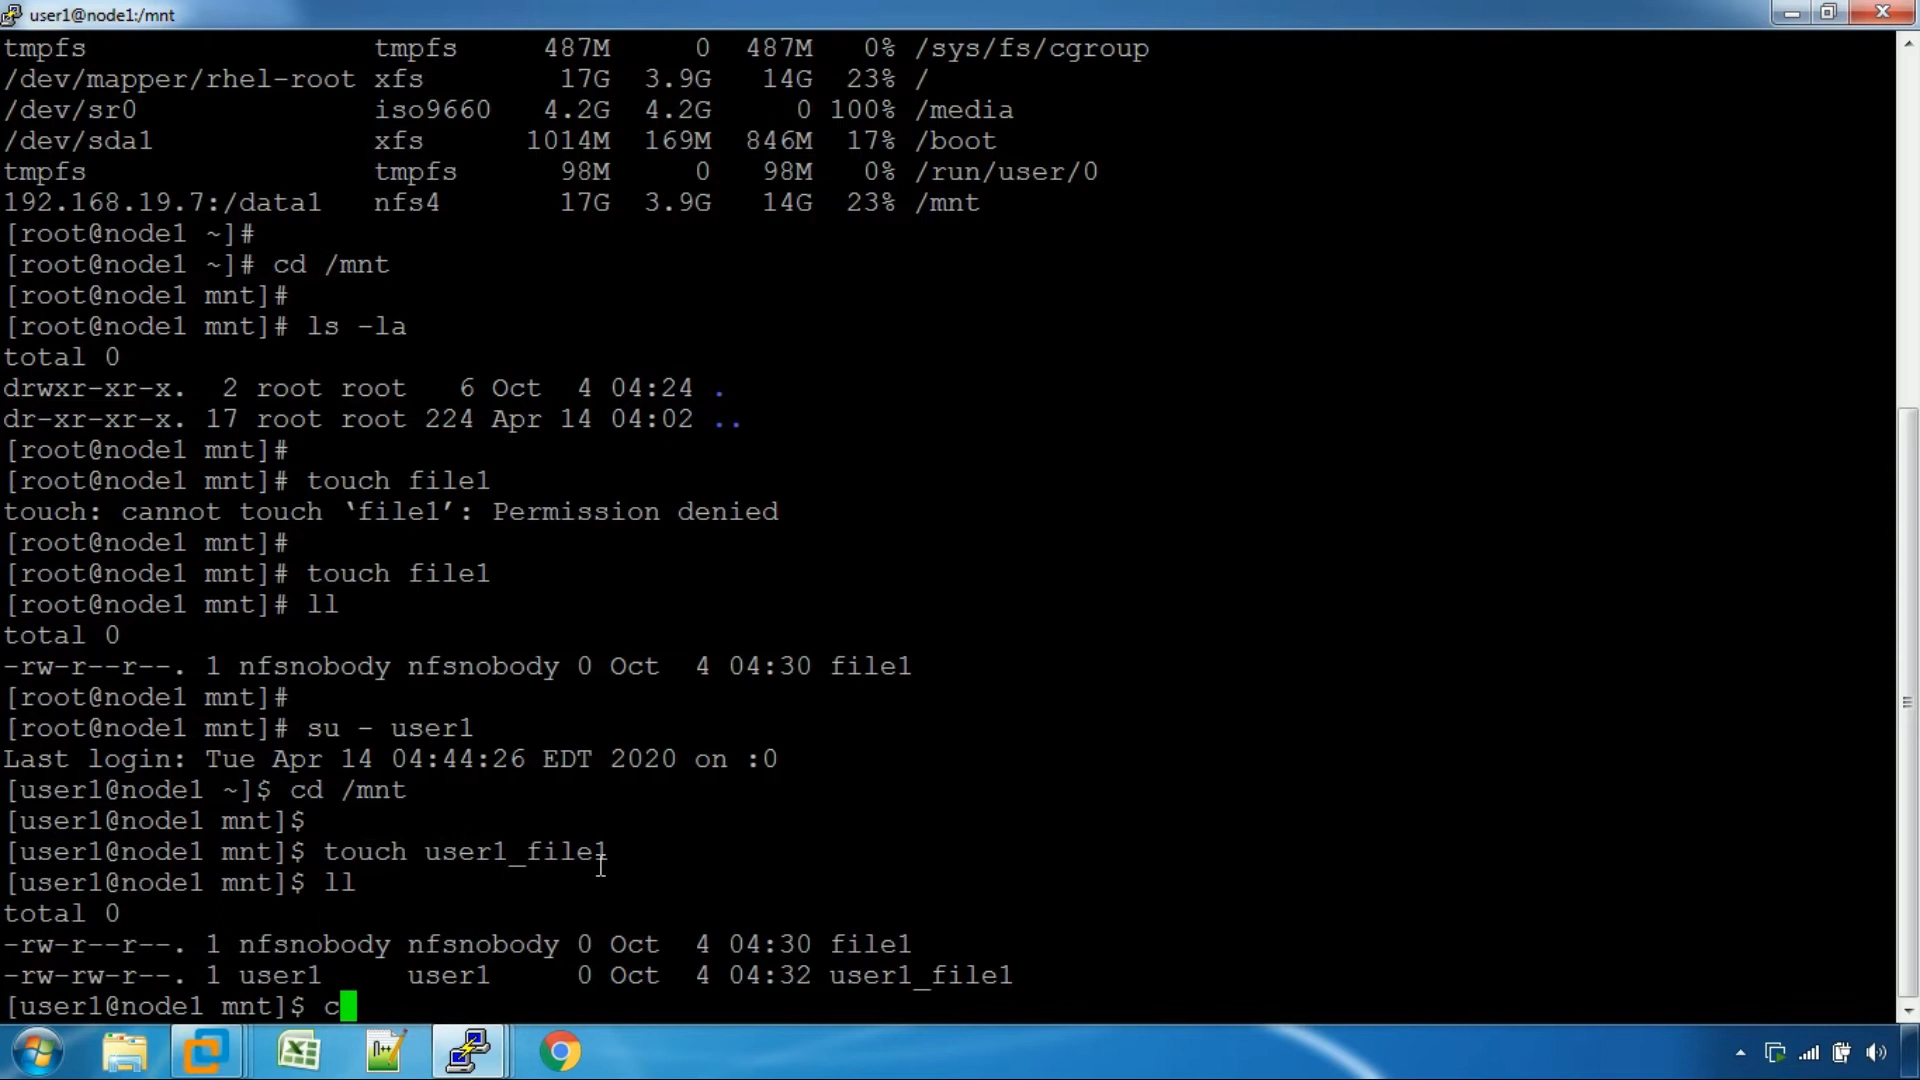 user1@node1:/mnt
tmpfs tmpfs 487M 0 487M 0% /sys/fs/cgroup
/dev/mapper/rhel-root xfs 17G 3.9G 14G 23% /
/dev/sr0 iso9660 4.2G 4.2G 0 100% /media
/dev/sda1 xfs 1014M 169M 846M 17% /boot
tmpfs tmpfs 98M 0 98M 0% /run/user/0
192.168.19.7:/data1 nfs4 17G 3.9G 14G 23% /mnt
[root@node1 ~]#
[root@node1 ~]# cd /mnt
[root@node1 mnt]#
[root@node1 mnt]# ls -la
total 0
drwxr-xr-x. 2 root root 6 Oct 4 04:24 .
dr-xr-xr-x. 17 root root 224 Apr 14 04:02 ..
[root@node1 mnt]#
[root@node1 mnt]# touch file1
touch: cannot touch ‘file1’: Permission denied
[root@node1 mnt]#
[root@node1 mnt]# touch file1
[root@node1 mnt]# ll
total 0
-rw-r--r--. 1 nfsnobody nfsnobody 0 Oct 4 04:30 file1
[root@node1 mnt]#
[root@node1 mnt]# su - user1
Last login: Tue Apr 14 04:44:26 EDT 2020 on :0
[user1@node1 ~]$ cd /mnt
[user1@node1 mnt]$
[user1@node1 mnt]$ touch user1_file1
[user1@node1 mnt]$ ll
total 0
-rw-r--r--. 1 nfsnobody nfsnobody 0 Oct 4 04:30 file1
-rw-rw-r--. 1 user1 user1 0 Oct 4 04:32 user1_file1
[user1@node1 mnt]$ c